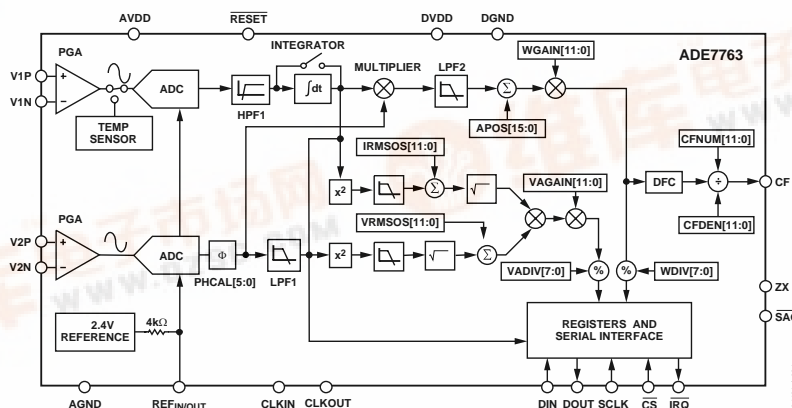 AVDD
RESET
DVDD
DGND
INTEGRATOR
WGAIN[11:0]
ADE7763
PGA
MULTIPLIER
LPF2
V1P
+
ADC
∫dt
Σ
V1N
−
HPF1
TEMP
SENSOR
APOS[15:0]
CFNUM[11:0]
IRMSOS[11:0]
VAGAIN[11:0]
DFC
÷
CF
x²
Σ
√
PGA
VRMSOS[11:0]
CFDEN[11:0]
V2P
+
ADC
Φ
x²
√
Σ
V2N
−
VADIV[7:0]
%
%
WDIV[7:0]
PHCAL[5:0]
LPF1
ZX
2.4V
REFERENCE
4kΩ
REGISTERS AND
SERIAL INTERFACE
SAG
AGND
REFIN/OUT
CLKIN
CLKOUT
DIN
DOUT
SCLK
CS
IRQ